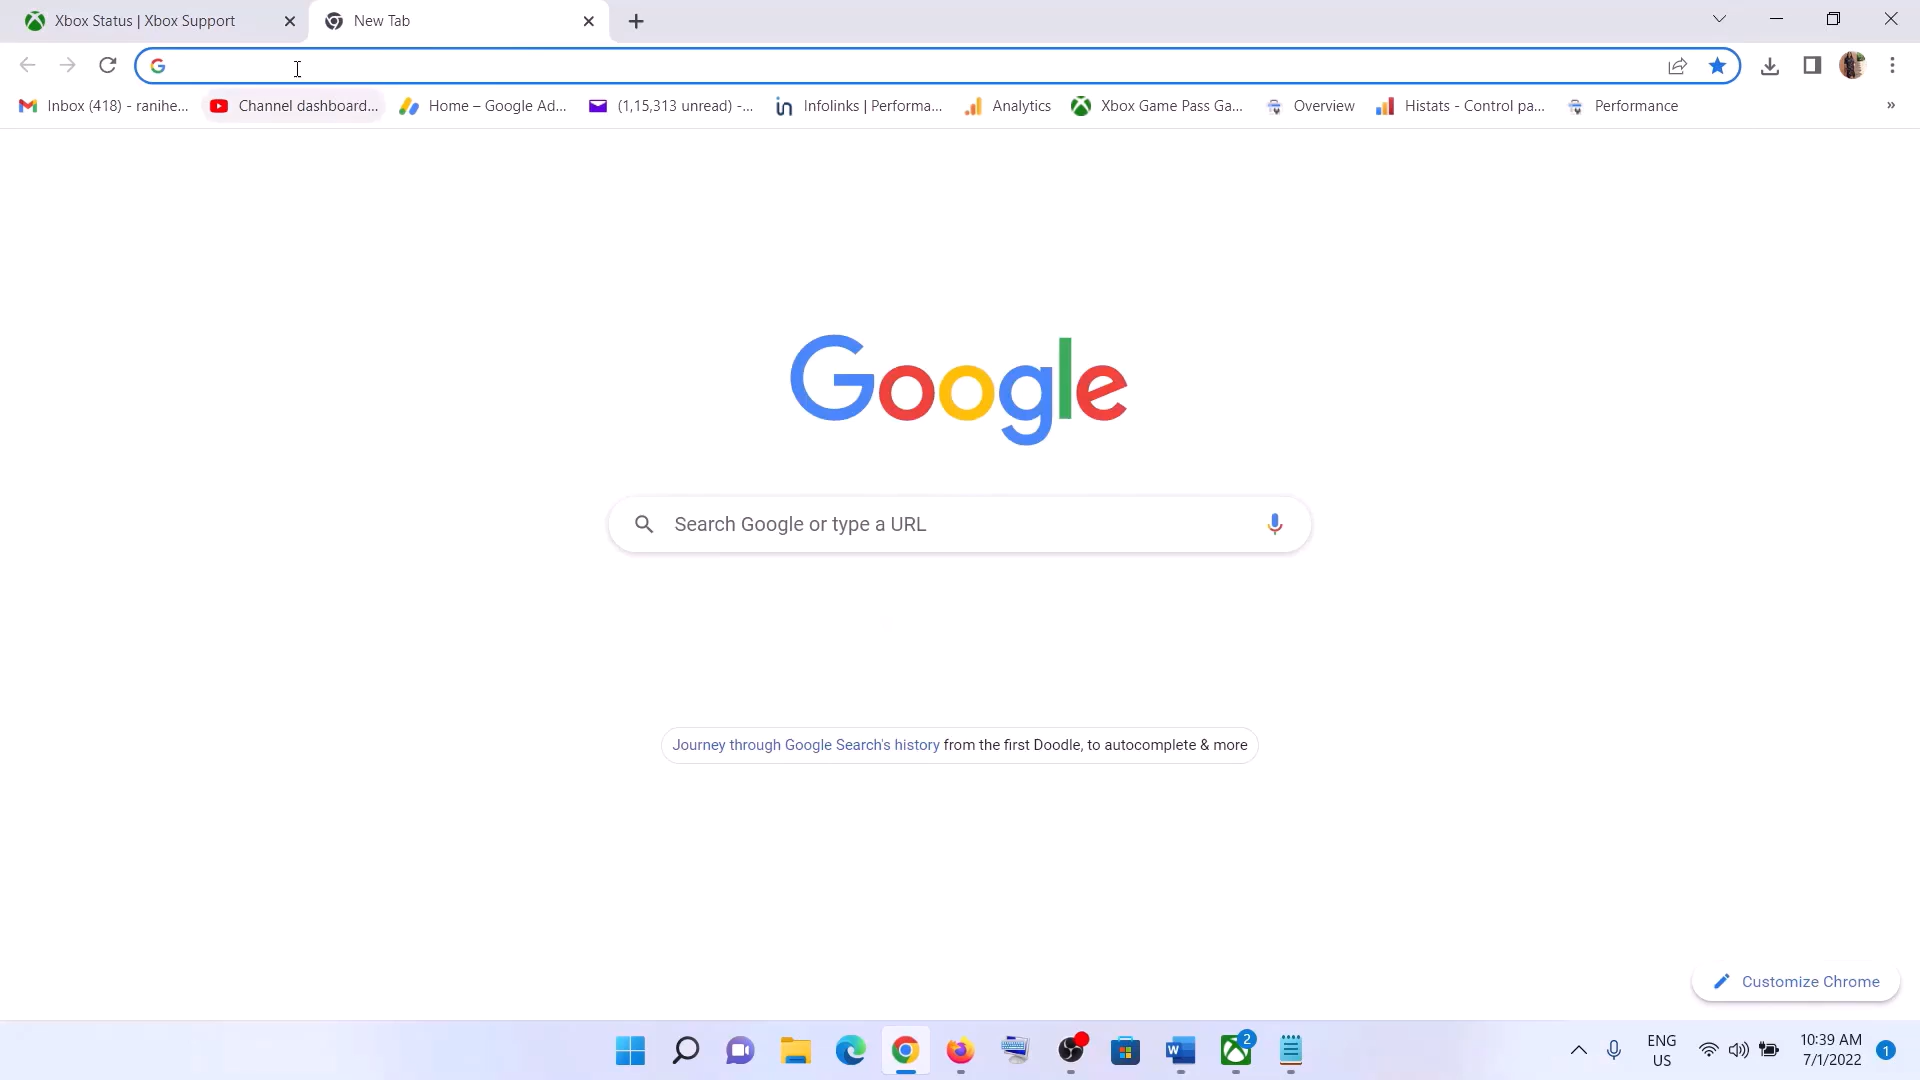 Xbox Status | Xbox Support
New Tab
Inbox (418) - ranihe...
Channel dashboard...
Home – Google Ad...
(1,15,313 unread) -...
Infolinks | Performa...
Analytics
Xbox Game Pass Ga...
Overview
Histats - Control pa...
Performance
»
Google
Search Google or type a URL
Journey through Google Search's history from the first Doodle, to autocomplete & more
Customize Chrome
2
ENG
US
10:39 AM
7/1/2022
1